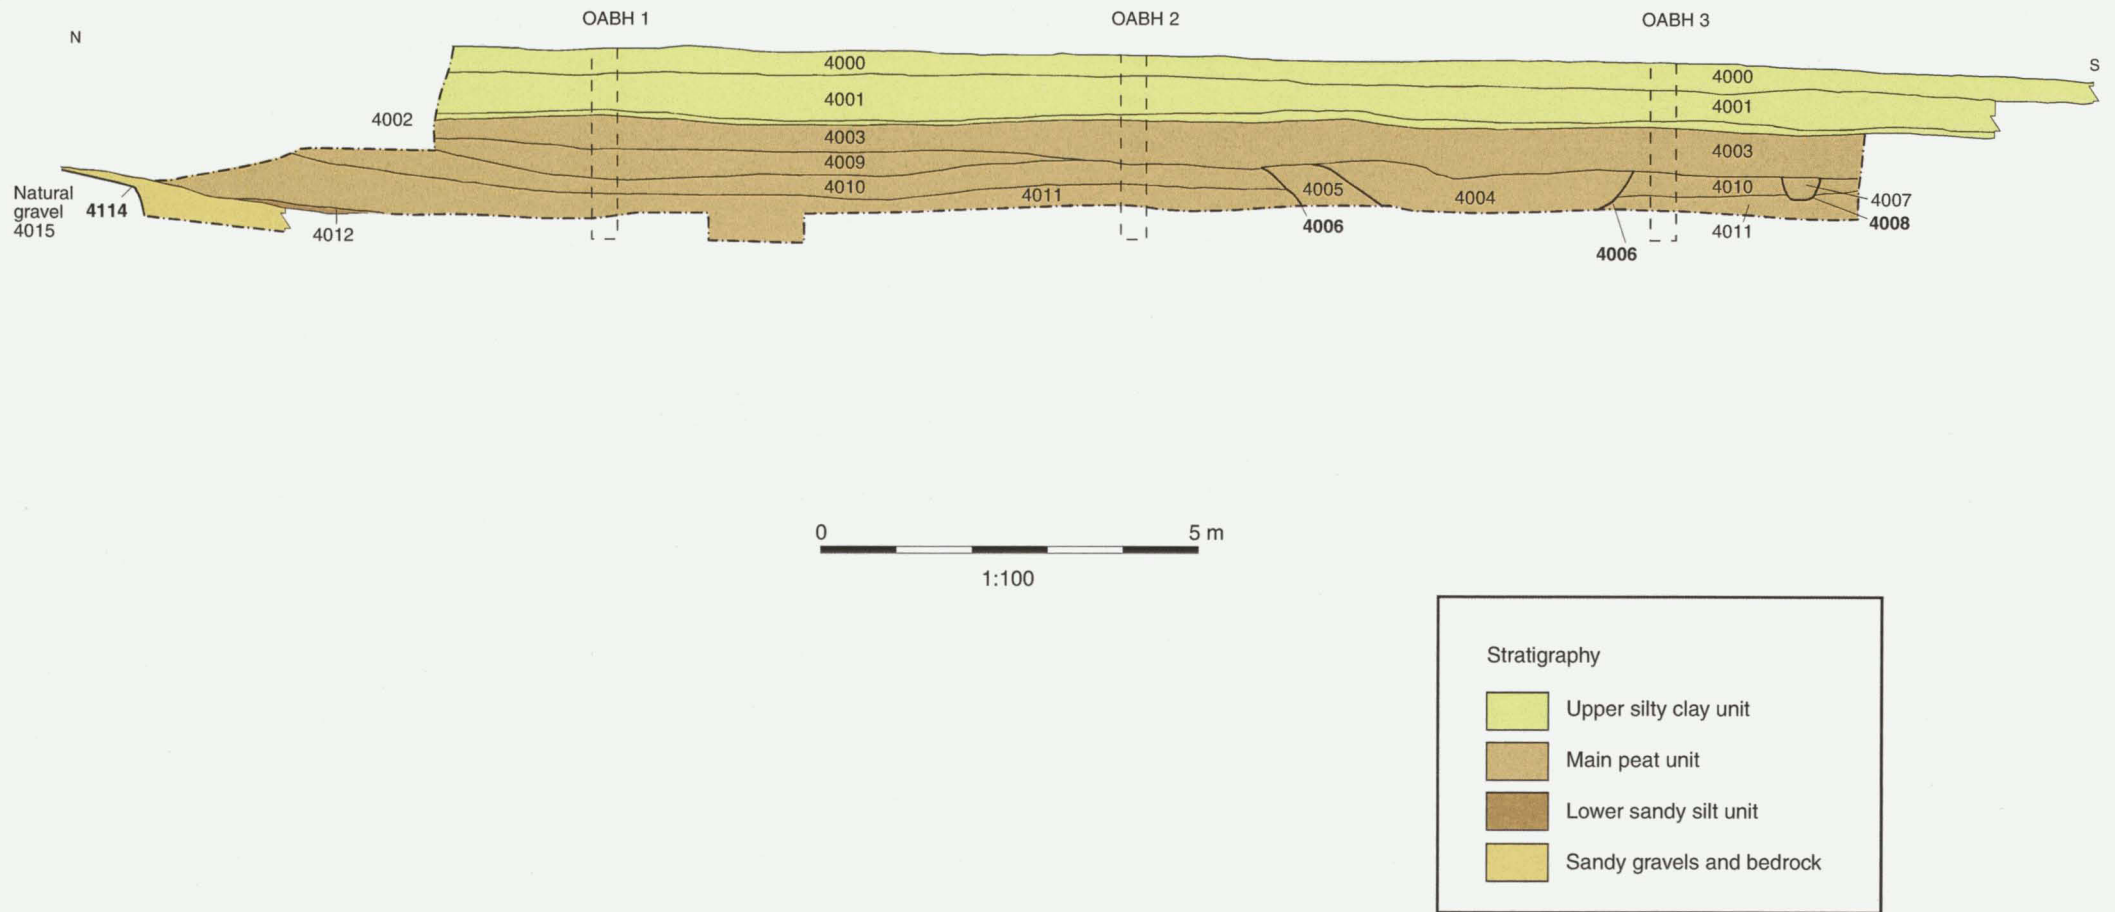 OABH 1
OABH 2
OABH 3
N
S
4000
4000
4001
4001
4002
4003
4003
4009
4010
4011
4005
4004
4010
4007
4008
4011
4006
4006
Natural
gravel
4015
4114
4012
0
5 m
1:100
Stratigraphy
Upper silty clay unit
Main peat unit
Lower sandy silt unit
Sandy gravels and bedrock